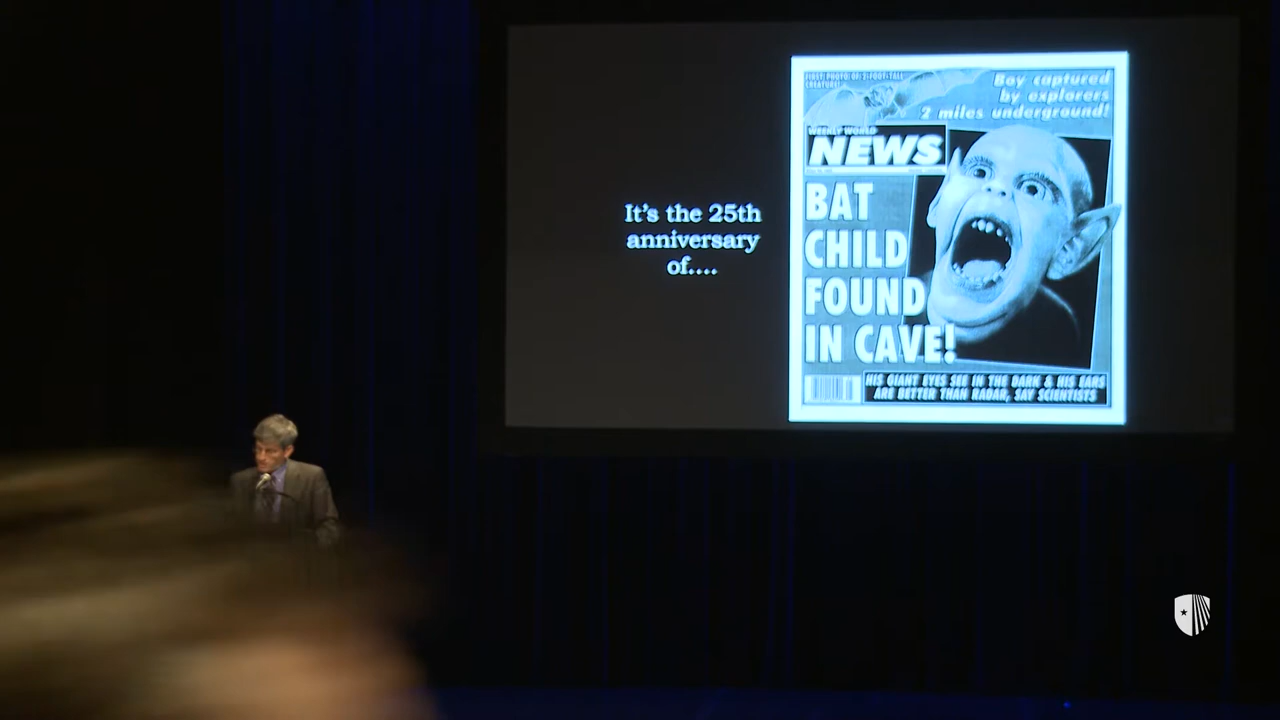 It's the 25th
anniversary
of....
FIRST PHOTO OF 2-FOOT-TALL
CREATURE!
Boy captured
by explorers
2 miles underground!
WEEKLY WORLD
NEWS
BAT
CHILD
FOUND
IN CAVE!
HIS GIANT EYES SEE IN THE DARK & HIS EARS
ARE BETTER THAN RADAR, SAY SCIENTISTS